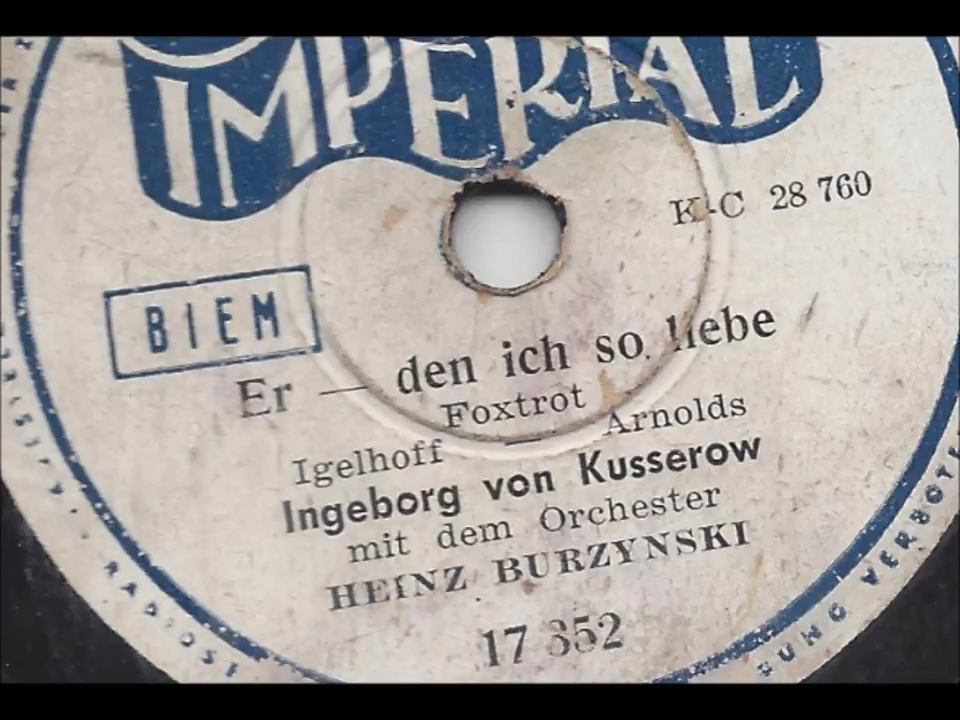 IMPERIAL
K-C 28 760
BIEM
Er — den ich so liebe
Foxtrot
Igelhoff — Arnolds
Ingeborg von Kusserow
mit dem Orchester
HEINZ BURZYNSKI
17 352